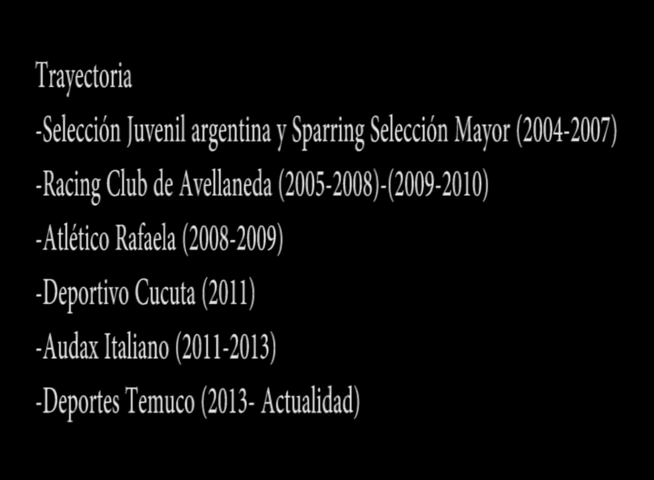 Trayectoria
-Selección Juvenil argentina y Sparring Selección Mayor (2004-2007)
-Racing Club de Avellaneda (2005-2008)-(2009-2010)
-Atlético Rafaela (2008-2009)
-Deportivo Cucuta (2011)
-Audax Italiano (2011-2013)
-Deportes Temuco (2013- Actualidad)